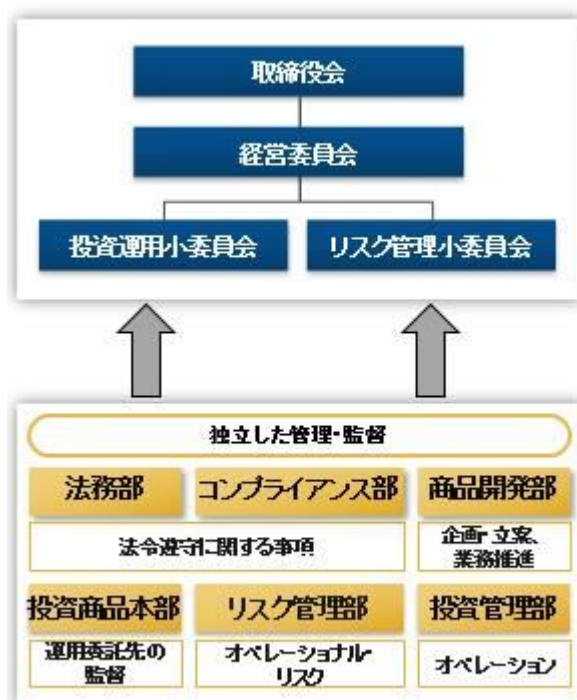 取締役会
経営委員会
投資運用小委員会 リスク管理小委員会
独立した管理・監督
法務部 コンプライアンス部 商品開発部
法令遵守に関する事項
企画・立案、
業務推進
投資商品本部 リスク管理部 投資管理部
運用委託先の
監督
オペレーショナル・
リスク
オペレーション